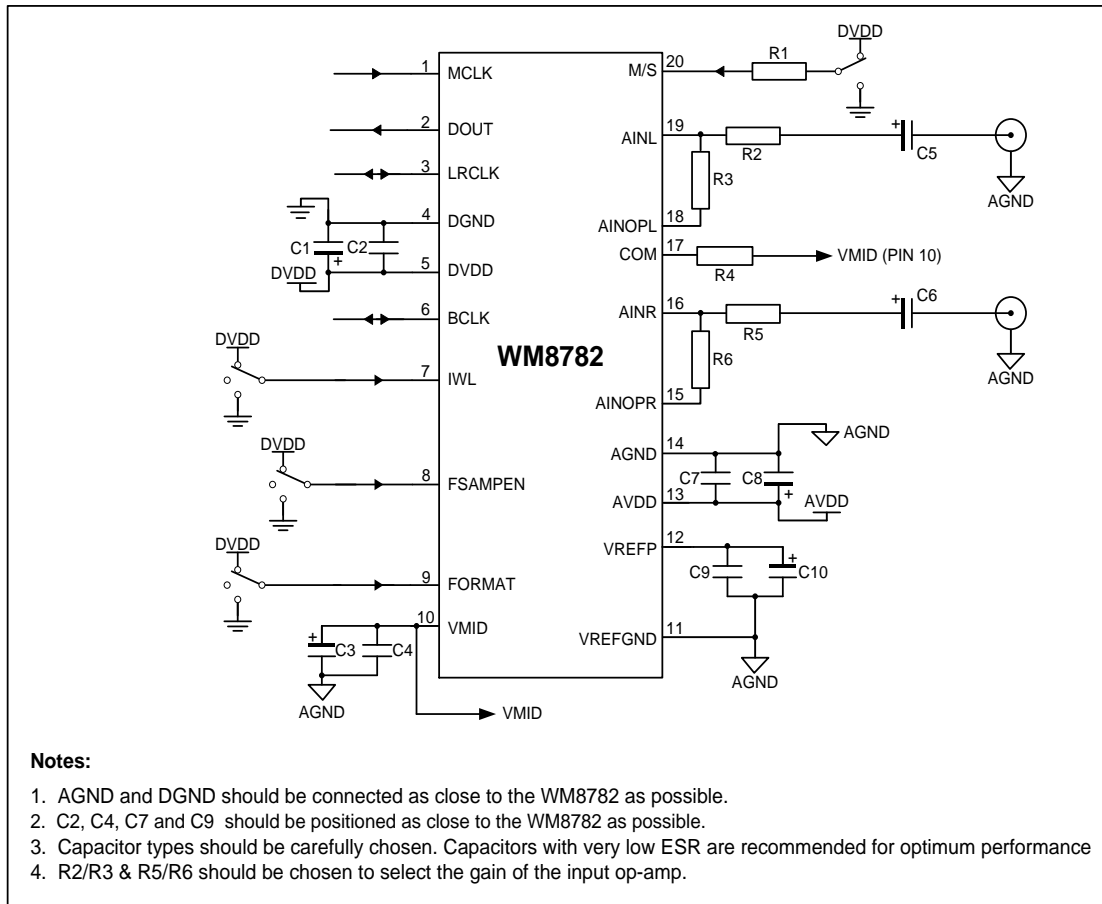 DVDD
1 MCLK
M/S 20
R1
2 DOUT
AINL 19
R2
+
C5
3 LRCLK
R3
AGND
4 DGND
AINOPL 18
C1
C2
+
COM 17
R4
VMID (PIN 10)
DVDD
5 DVDD
6 BCLK
AINR 16
R5
+
C6
DVDD
WM8782
R6
AGND
7 IWL
AINOPR 15
DVDD
AGND 14
AGND
8 FSAMPEN
C7
C8
+
AVDD 13
AVDD
DVDD
VREFP 12
+
C9
C10
9 FORMAT
10 VMID
VREFGND 11
+
C3
C4
AGND
AGND
VMID
Notes:
1. AGND and DGND should be connected as close to the WM8782 as possible.
2. C2, C4, C7 and C9 should be positioned as close to the WM8782 as possible.
3. Capacitor types should be carefully chosen. Capacitors with very low ESR are recommended for optimum performance
4. R2/R3 & R5/R6 should be chosen to select the gain of the input op-amp.